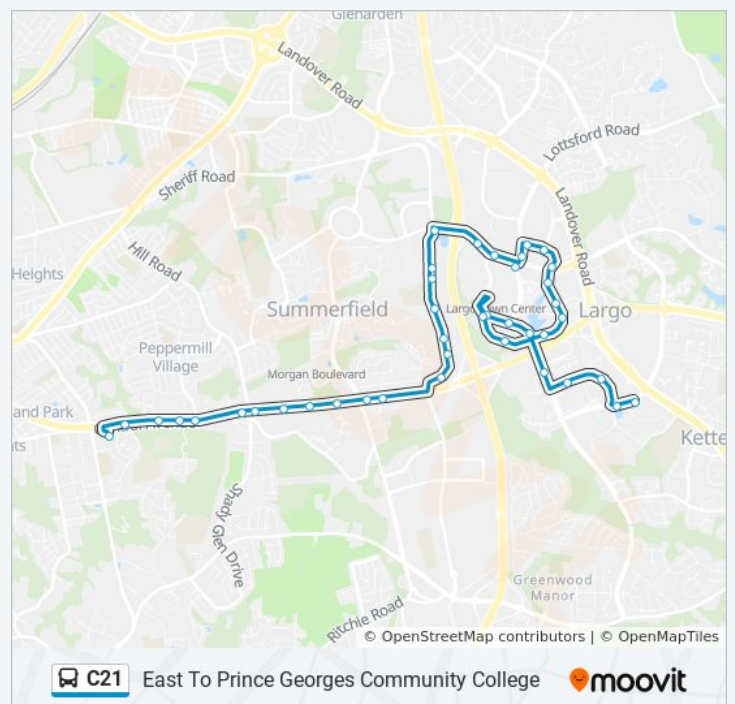 Glenarden
Landover Road
Lottsford Road
Sheriff Road
Landover Road
Hill Road
Heights
Summerfield
Town Center
Largo
Peppermill
Village
Morgan Boulevard
and Park
Kette
Shady Glen Drive
Greenwood
Manor
Ritchie Road
© OpenStreetMap contributors | © OpenMapTiles
C21 East To Prince Georges Community College moovit